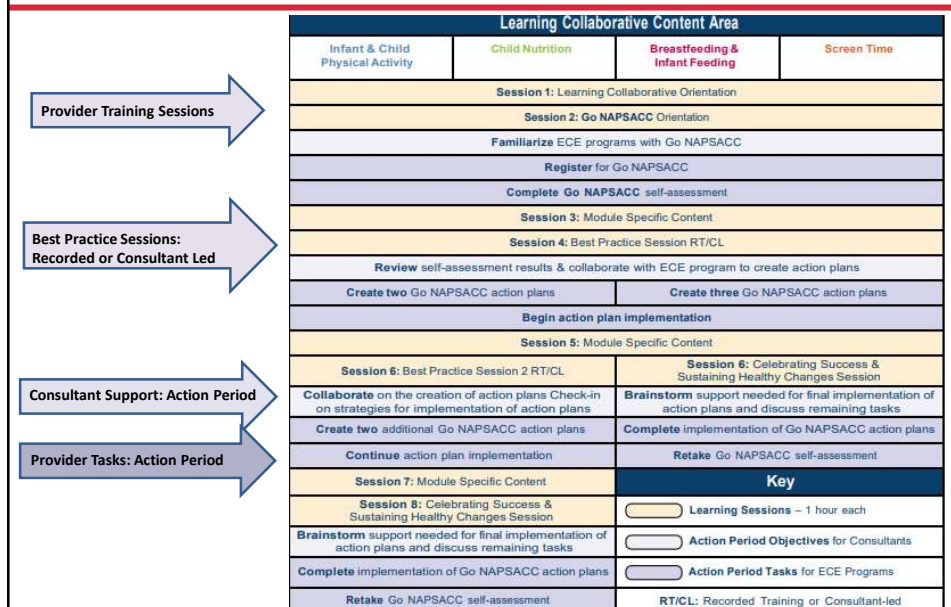 Learning Collaborative Content Area
Infant & Child
Physical Activity
Child Nutrition
Breastfeeding &
Infant Feeding
Screen Time
Provider Training Sessions
Session 1: Learning Collaborative Orientation
Session 2: Go NAPSACC Orientation
Familiarize ECE programs with Go NAPSACC
Register for Go NAPSACC
Complete Go NAPSACC self-assessment
Best Practice Sessions:
Recorded or Consultant Led
Session 3: Module Specific Content
Session 4: Best Practice Session RT/CL
Review self-assessment results & collaborate with ECE program to create action plans
Create two Go NAPSACC action plans
Create three Go NAPSACC action plans
Begin action plan implementation
Session 5: Module Specific Content
Session 6: Best Practice Session 2 RT/CL
Session 6: Celebrating Success &
Sustaining Healthy Changes Session
Consultant Support: Action Period
Collaborate on the creation of action plans Check-in
on strategies for implementation of action plans
Brainstorm support needed for final implementation of
action plans and discuss remaining tasks
Create two additional Go NAPSACC action plans
Complete implementation of Go NAPSACC action plans
Provider Tasks: Action Period
Continue action plan implementation
Retake Go NAPSACC self-assessment
Session 7: Module Specific Content
Session 8: Celebrating Success &
Sustaining Healthy Changes Session
Brainstorm support needed for final implementation of
action plans and discuss remaining tasks
Complete implementation of Go NAPSACC action plans
Retake Go NAPSACC self-assessment
Key
Learning Sessions – 1 hour each
Action Period Objectives for Consultants
Action Period Tasks for ECE Programs
RT/CL: Recorded Training or Consultant-led